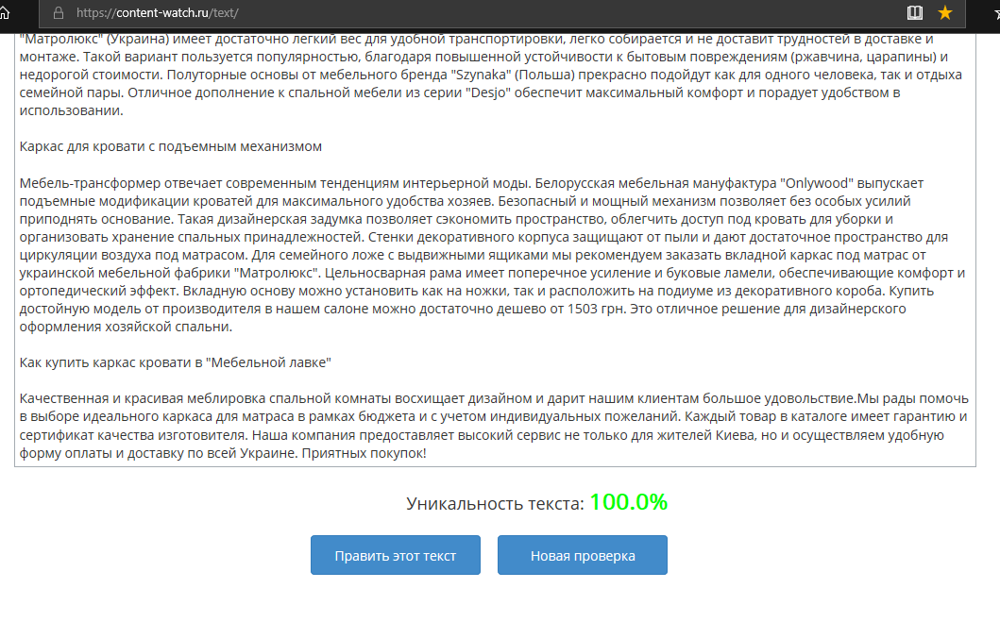 https://content-watch.ru/text/
"Матролюкс" (Украина) имеет достаточно легкий вес для удобной транспортировки, легко собирается и не доставит трудностей в доставке и
монтаже. Такой вариант пользуется популярностью, благодаря повышенной устойчивости к бытовым повреждениям (ржавчина, царапины) и
недорогой стоимости. Полуторные основы от мебельного бренда "Szynaka" (Польша) прекрасно подойдут как для одного человека, так и отдыха
семейной пары. Отличное дополнение к спальной мебели из серии "Desjo" обеспечит максимальный комфорт и порадует удобством в
использовании.
Каркас для кровати с подъемным механизмом
Мебель-трансформер отвечает современным тенденциям интерьерной моды. Белорусская мебельная мануфактура "Onlywood" выпускает
подъемные модификации кроватей для максимального удобства хозяев. Безопасный и мощный механизм позволяет без особых усилий
приподнять основание. Такая дизайнерская задумка позволяет сэкономить пространство, облегчить доступ под кровать для уборки и
организовать хранение спальных принадлежностей. Стенки декоративного корпуса защищают от пыли и дают достаточное пространство для
циркуляции воздуха под матрасом. Для семейного ложе с выдвижными ящиками мы рекомендуем заказать вкладной каркас под матрас от
украинской мебельной фабрики "Матролюкс". Цельносварная рама имеет поперечное усиление и буковые ламели, обеспечивающие комфорт и
ортопедический эффект. Вкладную основу можно установить как на ножки, так и расположить на подиуме из декоративного короба. Купить
достойную модель от производителя в нашем салоне можно достаточно дешево от 1503 грн. Это отличное решение для дизайнерского
оформления хозяйской спальни.
Как купить каркас кровати в "Мебельной лавке"
Качественная и красивая меблировка спальной комнаты восхищает дизайном и дарит нашим клиентам большое удовольствие.Мы рады помочь
в выборе идеального каркаса для матраса в рамках бюджета и с учетом индивидуальных пожеланий. Каждый товар в каталоге имеет гарантию и
сертификат качества изготовителя. Наша компания предоставляет высокий сервис не только для жителей Киева, но и осуществляем удобную
форму оплаты и доставку по всей Украине. Приятных покупок!
Уникальность текста: 100.0%
Править этот текст
Новая проверка